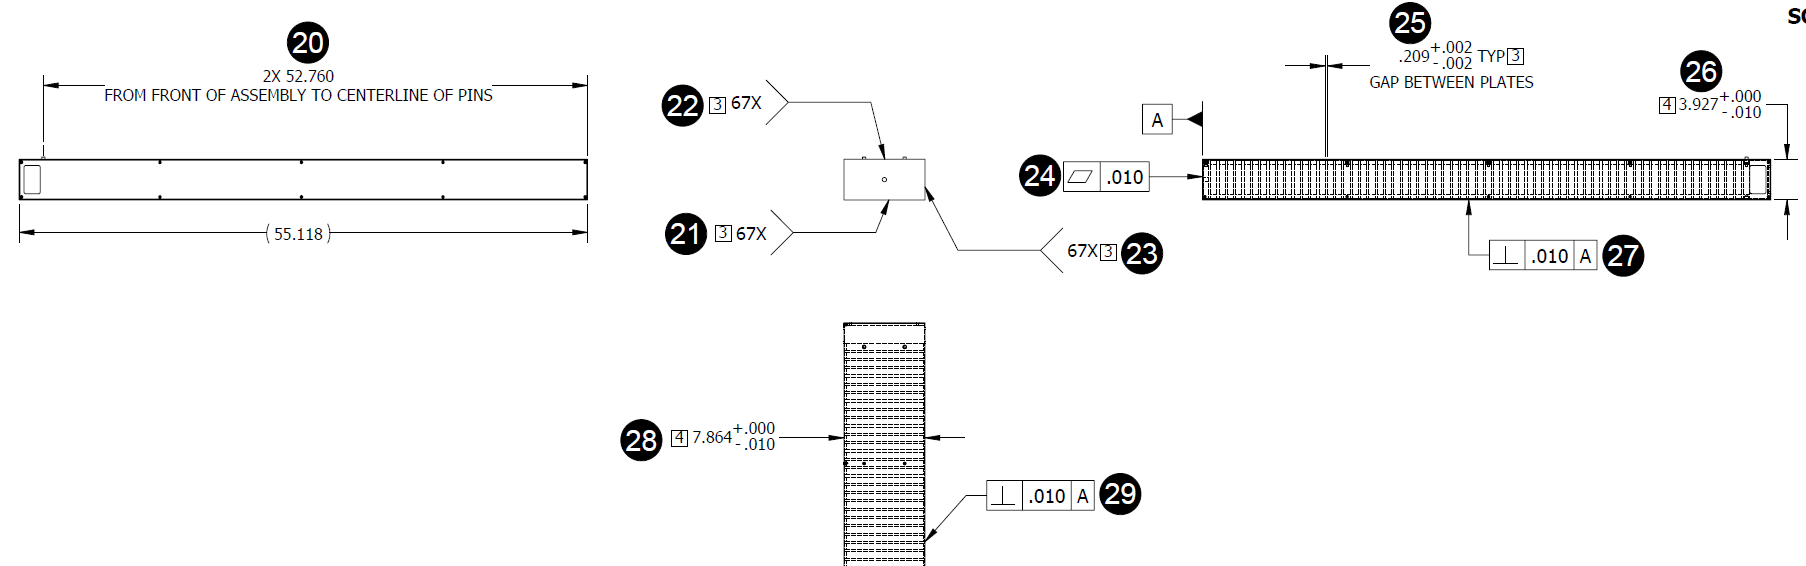 20
2X 52.760
FROM FRONT OF ASSEMBLY TO CENTERLINE OF PINS
( 55.118 )
22 3 67X
21 3 67X
67X 3 23
25
.209 +.002 -.002 TYP 3
GAP BETWEEN PLATES
26
4 3.927 +.000 -.010
A
24 .010
⊥ .010 A 27
28 4 7.864 +.000 -.010
⊥ .010 A 29